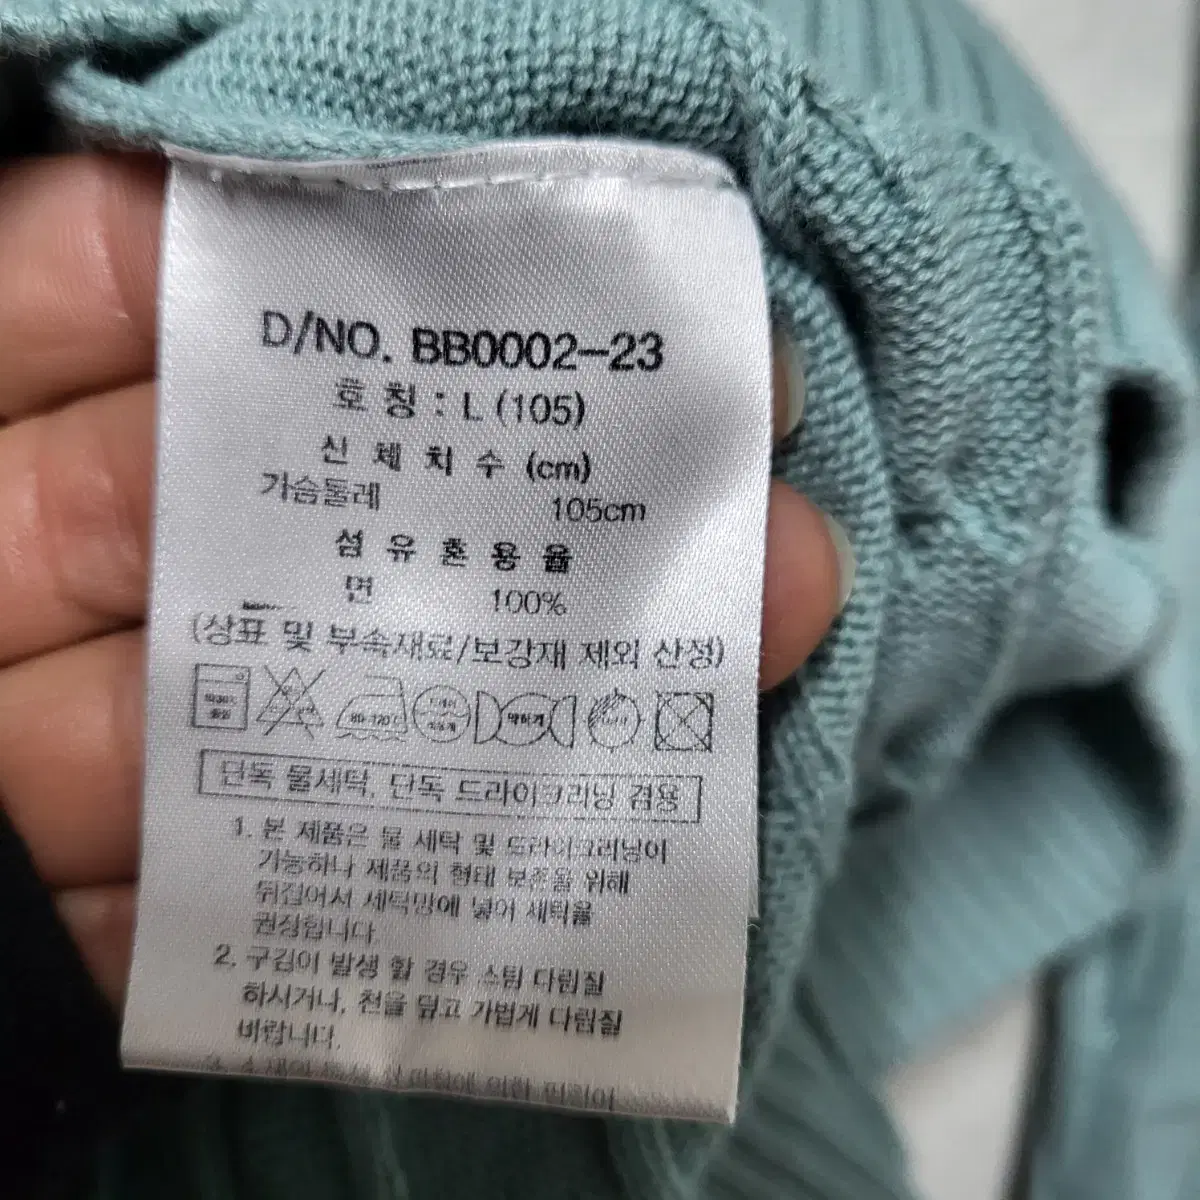 D/NO. BB0002-23
호 칭 : L (105)
신 체 치 수 (cm)
가슴둘레 105cm
섬 유 혼 용 율
면 100%
(상표 및 부속재료/보강재 제외 산정)
80-120℃ 약하게
단독 물세탁, 단독 드라이크리닝 겸용
1. 본 제품은 물 세탁 및 드라이크리닝이
가능하나 제품의 형태 보존을 위해
뒤집어서 세탁망에 넣어 세탁을
권장합니다.
2. 구김이 발생 할 경우 스팀 다림질
하시거나, 천을 덮고 가볍게 다림질
바랍니다.